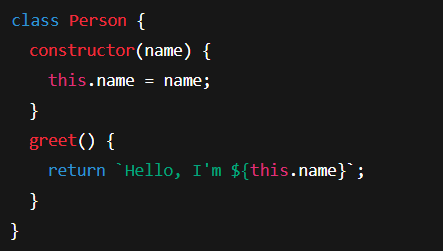 class Person {
  constructor(name) {
    this.name = name;
  }
  greet() {
    return `Hello, I'm ${this.name}`;
  }
}